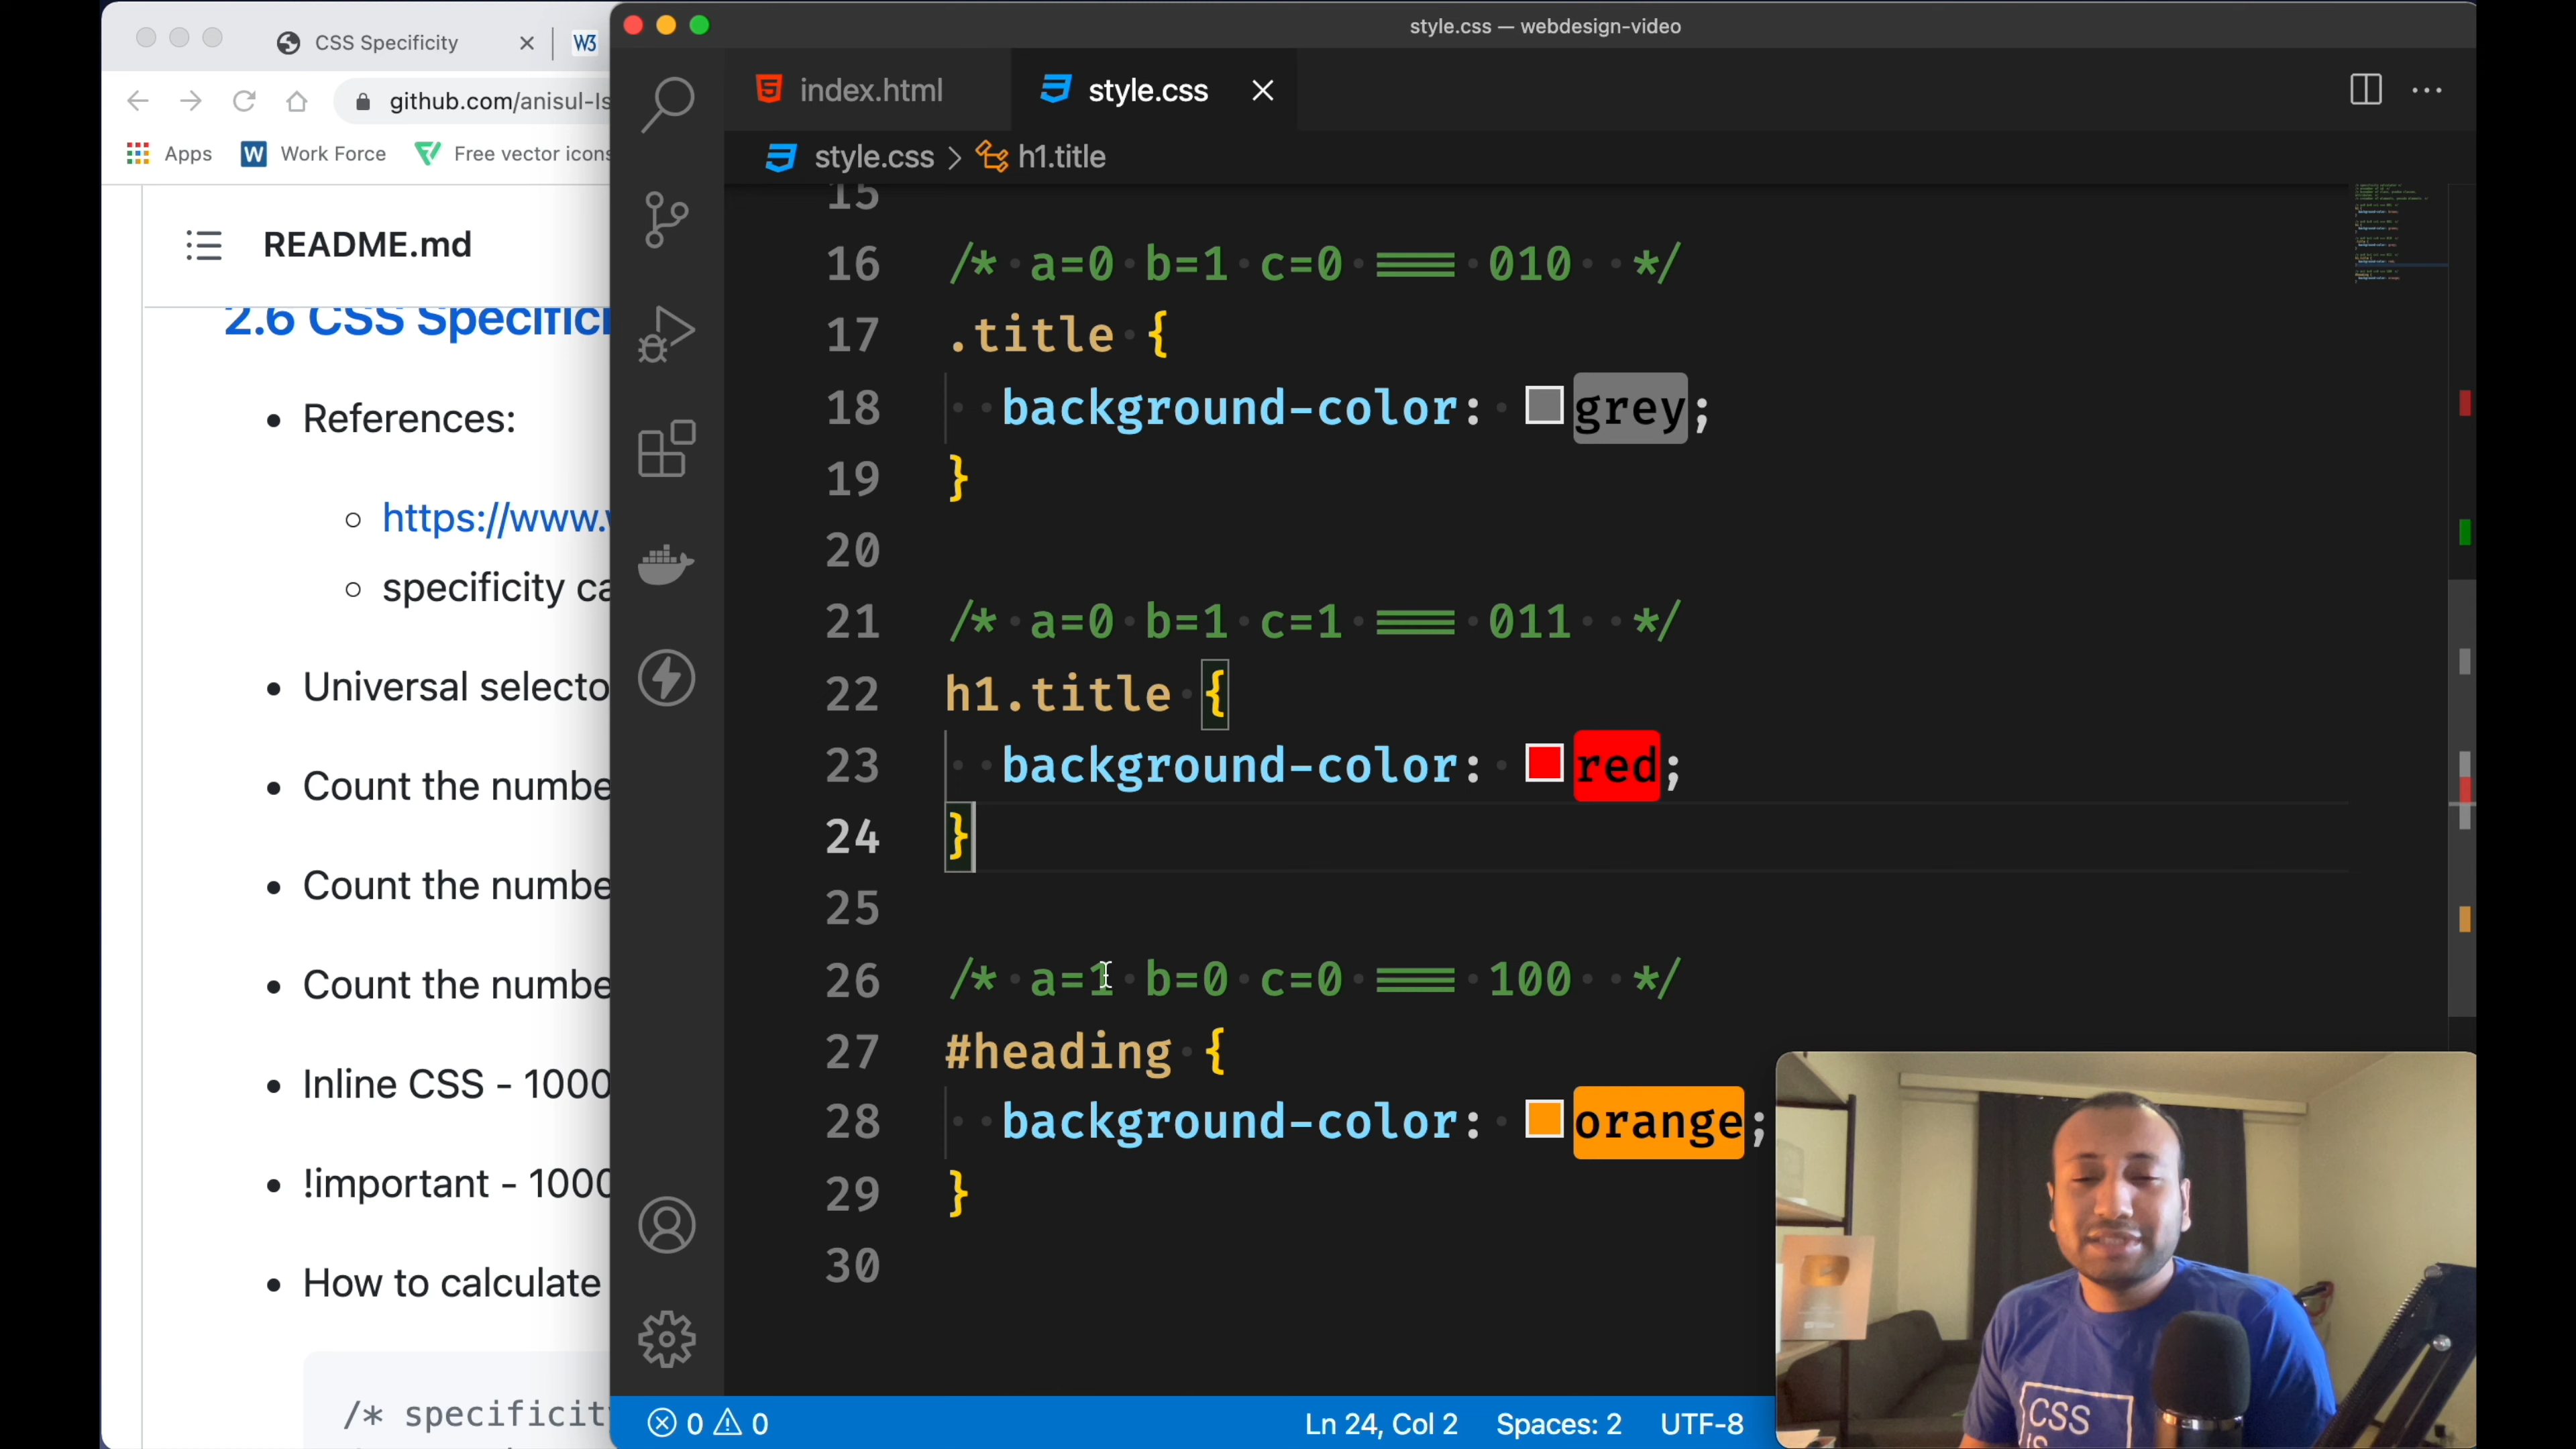 CSS Specificity
github.com/anisul-Is
Apps
Work Force
Free vector icons
README.md
2.6 CSS Specifici
References:
https://www.
specificity ca
Universal selecto
Count the numbe
Count the numbe
Count the numbe
Inline CSS - 1000
!important - 1000
How to calculate
/* specificity
style.css — webdesign-video
index.html
style.css
style.css > h1.title
15
16 /* a=0 b=1 c=0 === 010 */
17 .title {
18 background-color: grey;
19 }
20
21 /* a=0 b=1 c=1 === 011 */
22 h1.title {
23 background-color: red;
24 }
25
26 /* a=1 b=0 c=0 === 100 */
27 #heading {
28 background-color: orange;
29 }
30
0 0
Ln 24, Col 2 Spaces: 2 UTF-8
CSS
IS